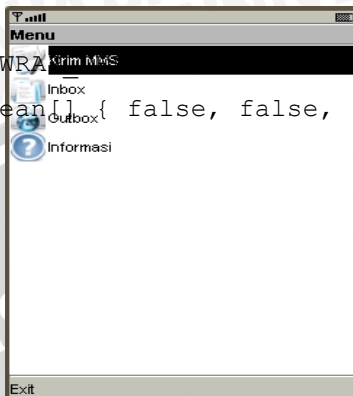 Menu
WRA
Kirim MMS
Inbox
ean[] { false, false,
Outbox
Informasi
Exit